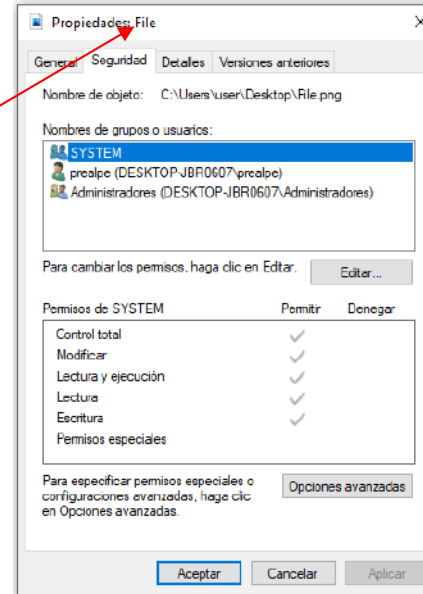 Propiedades: File
General Seguridad Detalles Versiones anteriores
Nombre de objeto: C:\Users\user\Desktop\File.png
Nombres de grupos o usuarios:
SYSTEM
prealpe (DESKTOP-JBR0607\prealpe)
Administradores (DESKTOP-JBR0607\Administradores)
Para cambiar los permisos, haga clic en Editar. Editar...
Permisos de SYSTEM Permitir Denegar
Control total
Modificar
Lectura y ejecución
Lectura
Escritura
Permisos especiales
Para especificar permisos especiales o
configuraciones avanzadas, haga clic
en Opciones avanzadas.
Opciones avanzadas
Aceptar Cancelar Aplicar